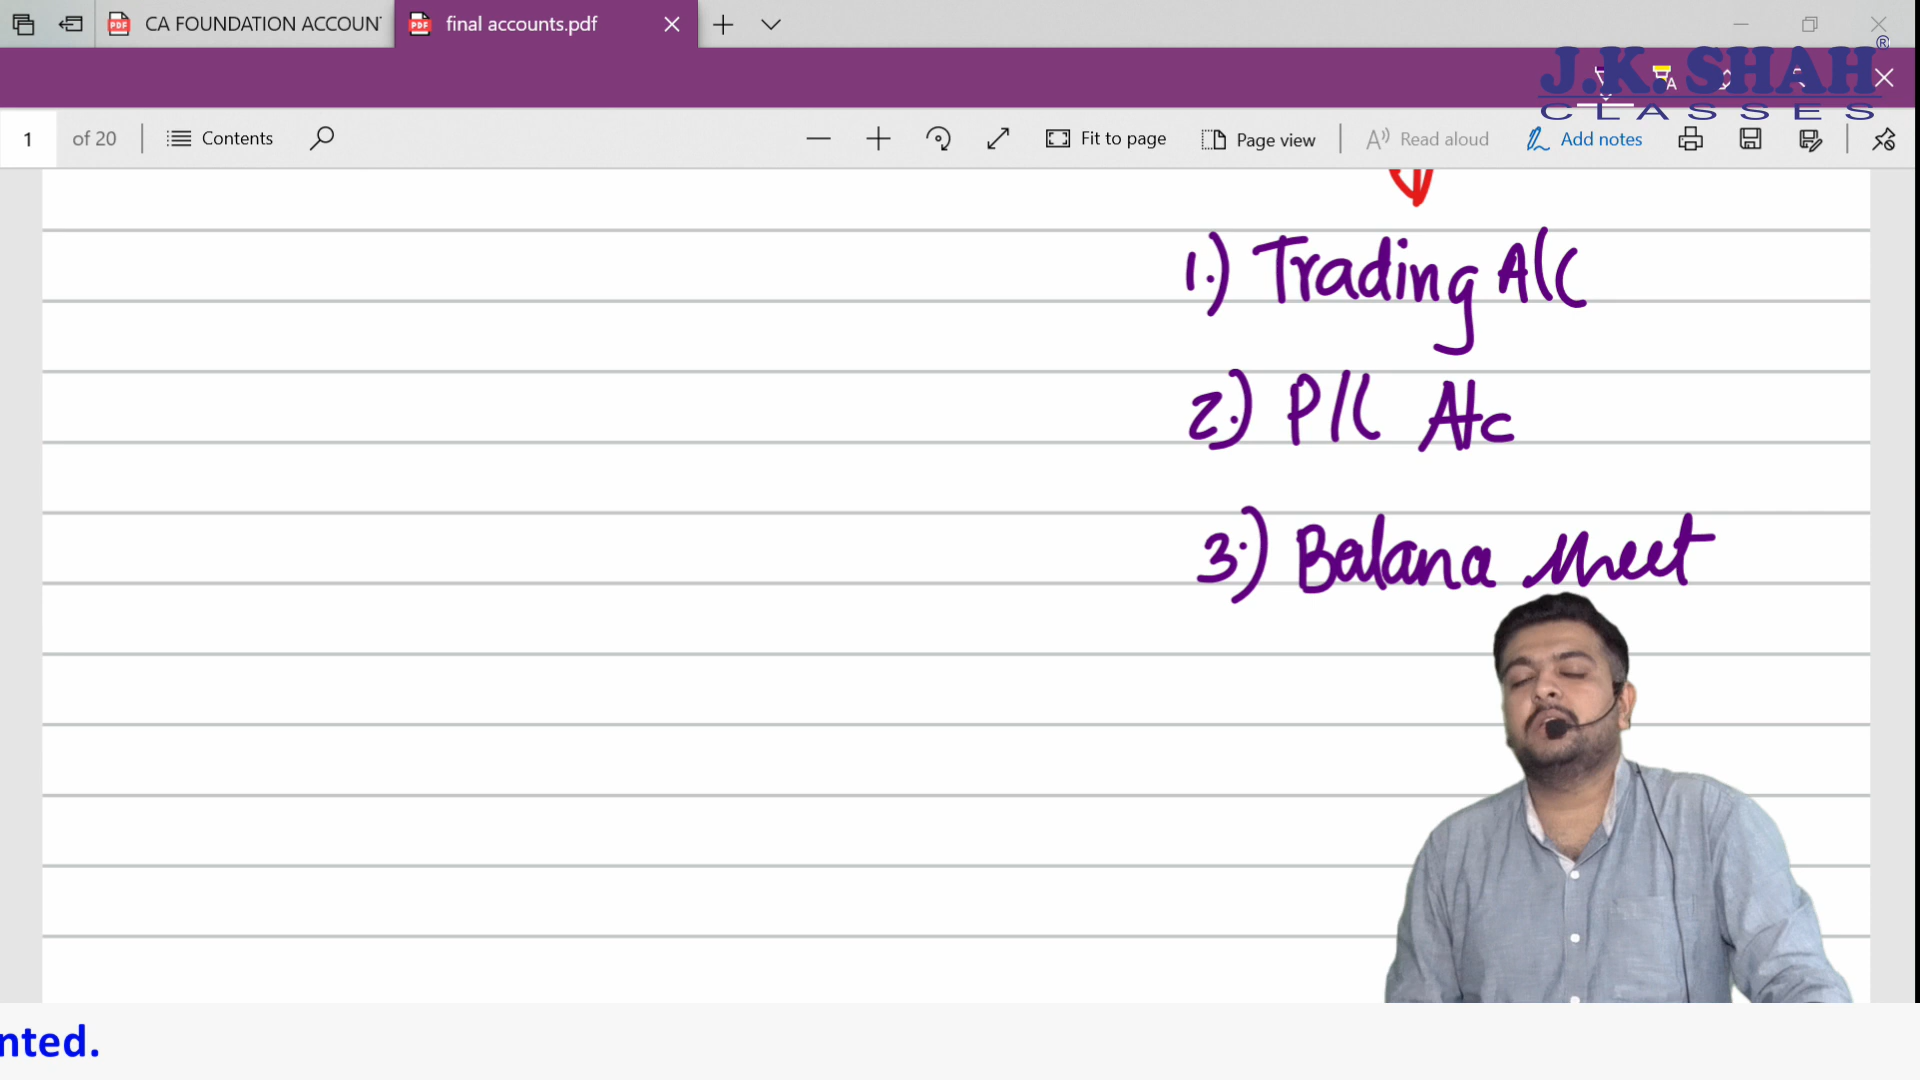 CA FOUNDATION ACCOUN
final accounts.pdf
J.K. SHAH®
CLASSES
1 of 20 Contents Fit to page Page view Read aloud Add notes
1.) Trading A/C
2.) P/L A/c
3.) Balance sheet
nted.